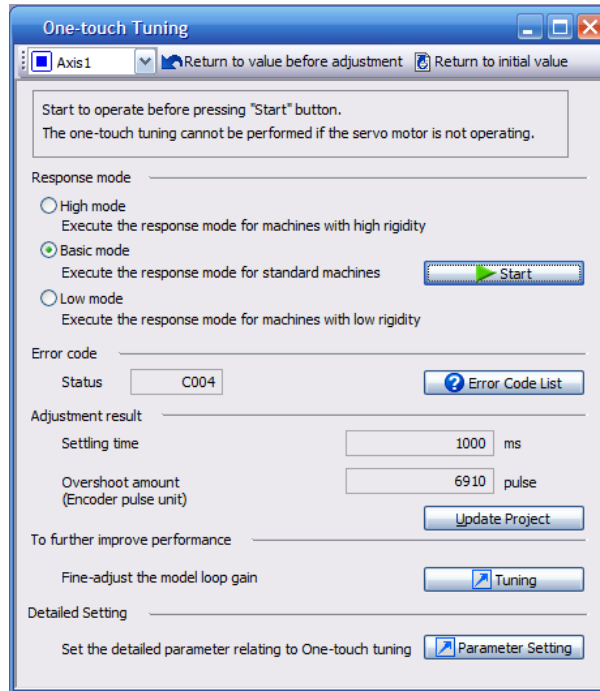 One-touch Tuning
Axis1 Return to value before adjustment Return to initial value
Start to operate before pressing "Start" button.
The one-touch tuning cannot be performed if the servo motor is not operating.
Response mode
High mode
Execute the response mode for machines with high rigidity
Basic mode
Execute the response mode for standard machines Start
Low mode
Execute the response mode for machines with low rigidity
Error code
Status C004 Error Code List
Adjustment result
Settling time 1000 ms
Overshoot amount 6910 pulse
(Encoder pulse unit)
Update Project
To further improve performance
Fine-adjust the model loop gain Tuning
Detailed Setting
Set the detailed parameter relating to One-touch tuning Parameter Setting